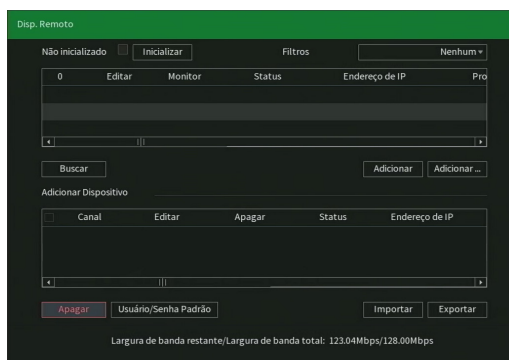 Disp. Remoto
Não inicializado Inicializar Filtros Nenhum
0 Editar Monitor Status Endereço de IP Pro
Buscar Adicionar Adicionar ...
Adicionar Dispositivo
Canal Editar Apagar Status Endereço de IP
Apagar Usuário/Senha Padrão Importar Exportar
Largura de banda restante/Largura de banda total: 123.04Mbps/128.00Mbps